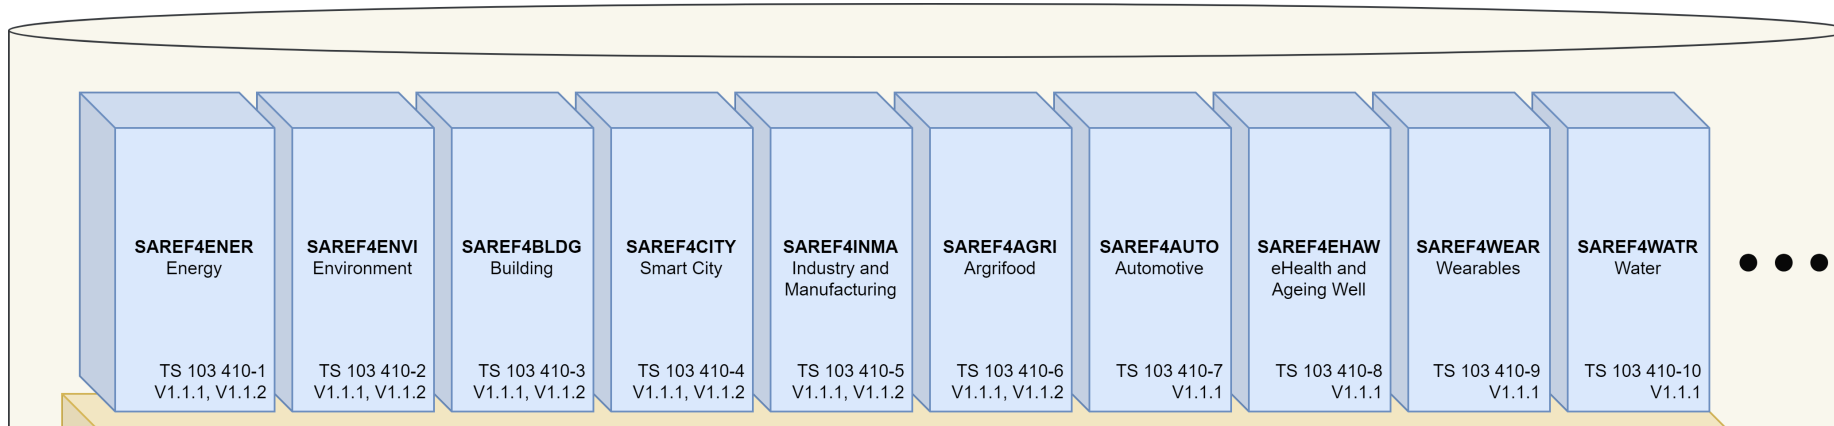 SAREF4ENER
Energy
TS 103 410-1
V1.1.1, V1.1.2
SAREF4ENVI
Environment
TS 103 410-2
V1.1.1, V1.1.2
SAREF4BLDG
Building
TS 103 410-3
V1.1.1, V1.1.2
SAREF4CITY
Smart City
TS 103 410-4
V1.1.1, V1.1.2
SAREF4INMA
Industry and
Manufacturing
TS 103 410-5
V1.1.1, V1.1.2
SAREF4AGRI
Argrifood
TS 103 410-6
V1.1.1, V1.1.2
SAREF4AUTO
Automotive
TS 103 410-7
V1.1.1
SAREF4EHAW
eHealth and
Ageing Well
TS 103 410-8
V1.1.1
SAREF4WEAR
Wearables
TS 103 410-9
V1.1.1
SAREF4WATR
Water
TS 103 410-10
V1.1.1